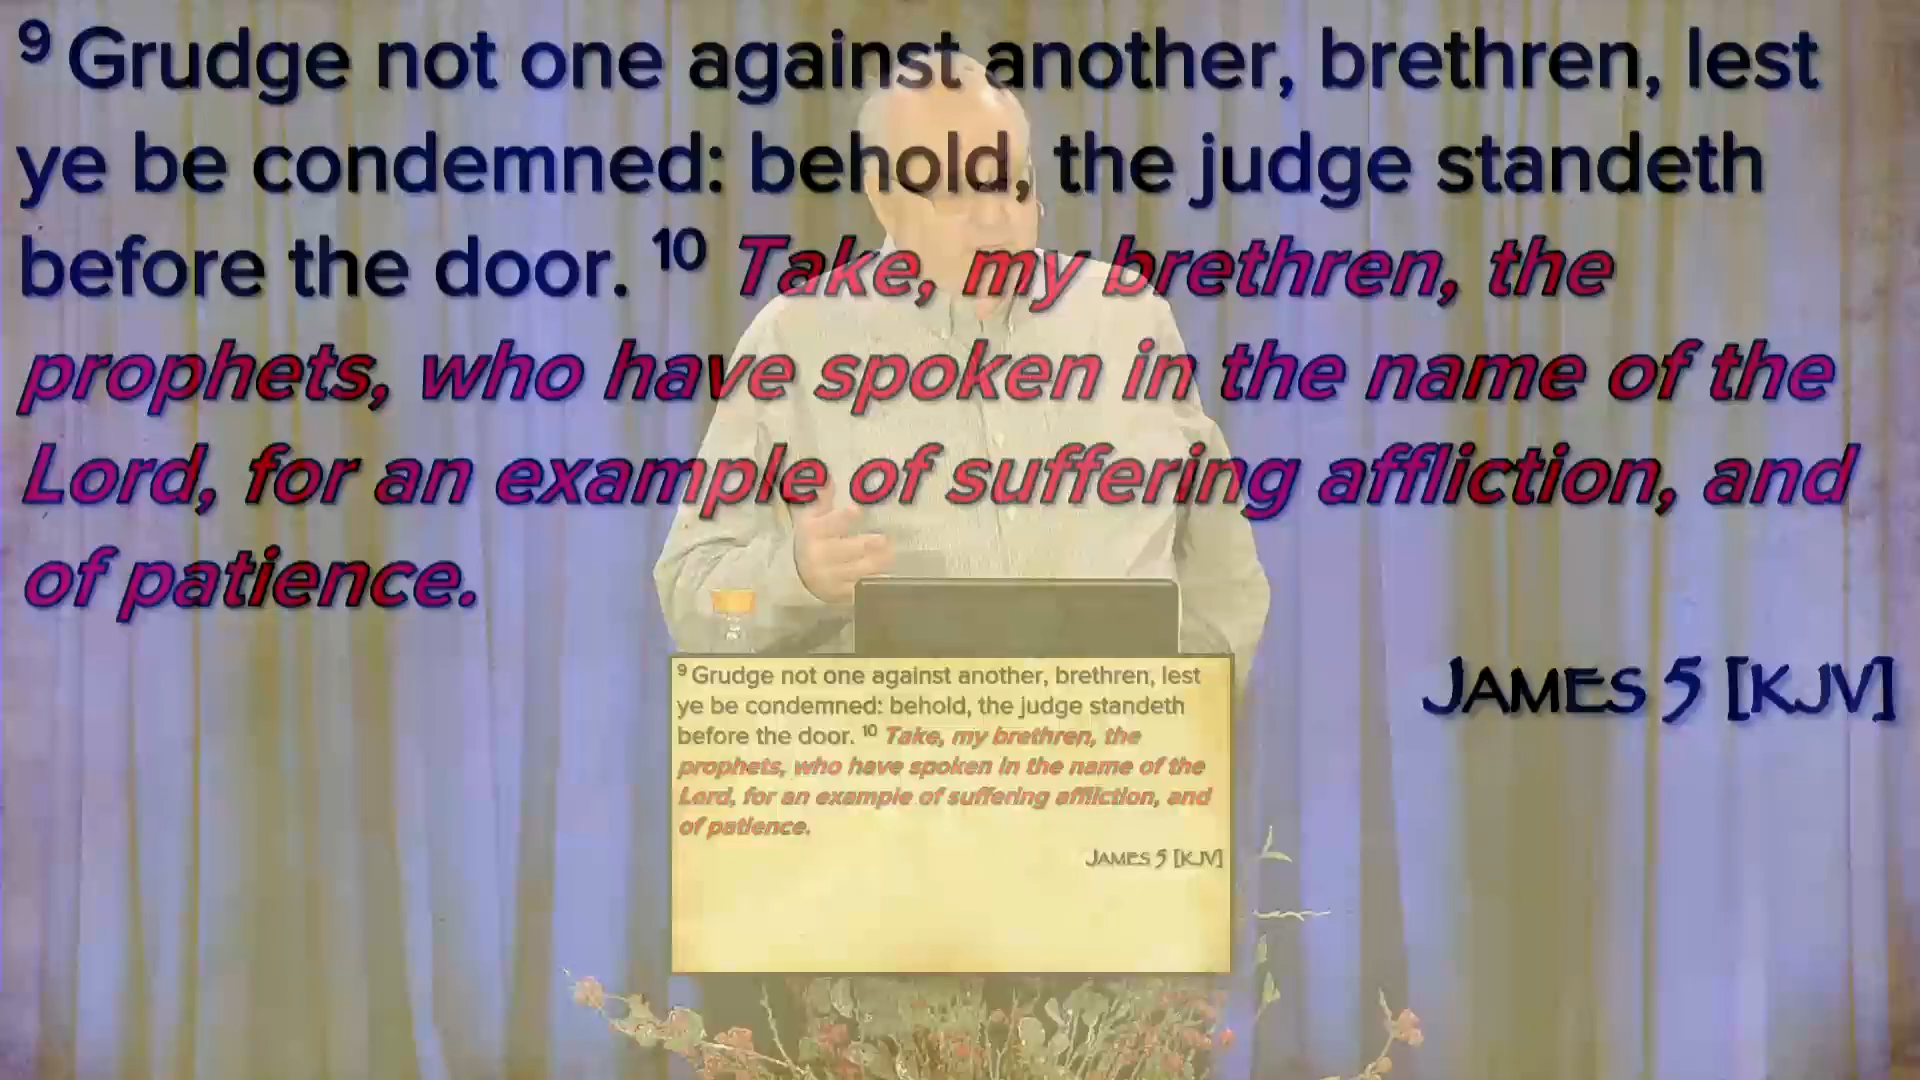 9 Grudge not one against another, brethren, lest
ye be condemned: behold, the judge standeth
before the door. 10 Take, my brethren, the
prophets, who have spoken in the name of the
Lord, for an example of suffering affliction, and
of patience.
James 5 [KJV]
9 Grudge not one against another, brethren, lest
ye be condemned: behold, the judge standeth
before the door. 10 Take, my brethren, the
prophets, who have spoken in the name of the
Lord, for an example of suffering affliction, and
of patience.
James 5 [KJV]